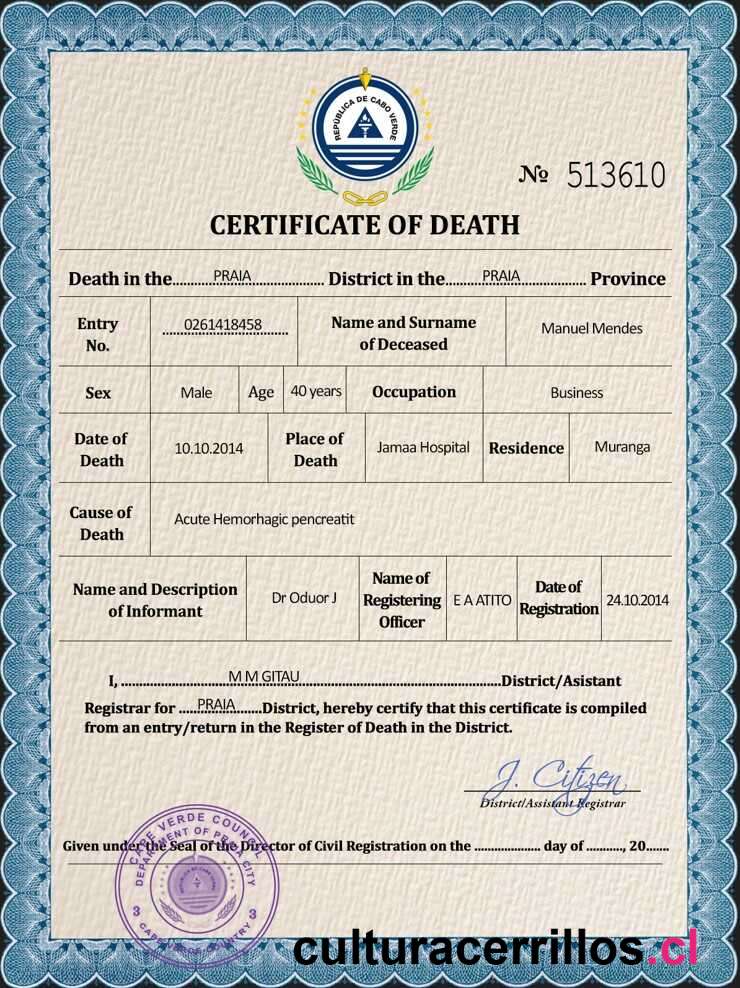 REPÚBLICA DE CABO VERDE
№ 513610
CERTIFICATE OF DEATH
Death in the.....PRAIA.....District in the.....PRAIA.....Province
Entry No. 0261418458 Name and Surname of Deceased Manuel Mendes
Sex Male Age 40 years Occupation Business
Date of Death 10.10.2014 Place of Death Jamaa Hospital Residence Muranga
Cause of Death Acute Hemorhagic pencreatit
Name and Description of Informant Dr Oduor J Name of Registering Officer E A ATITO Date of Registration 24.10.2014
I, .....M M GITAU.....District/Asistant
Registrar for .....PRAIA.....District, hereby certify that this certificate is compiled
from an entry/return in the Register of Death in the District.
J. Citizen
District/Assistant Registrar
Given under the Seal of the Director of Civil Registration on the ..................... day of ..........., 20.......
CAPE VERDE COUNCIL
DEPARTMENT OF PRAIA CITY
3 3
culturacerrillos.cl